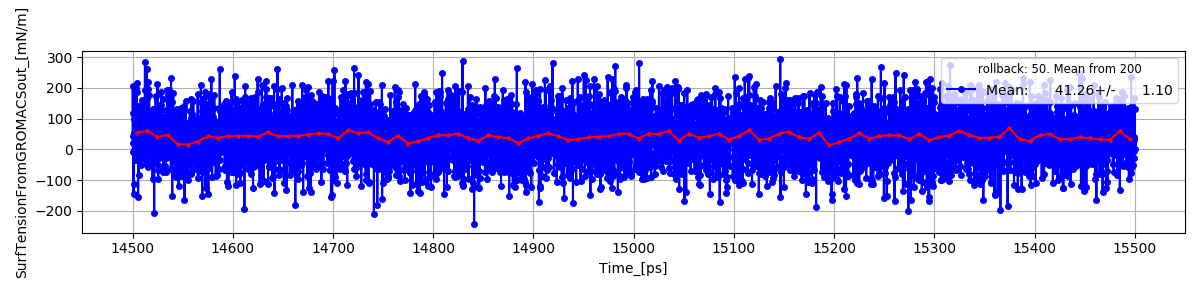 SurfTensionFromGROMACSout_[mN/m]
300
200
100
0
−100
−200
rollback: 50. Mean from 200
Mean: 41.26+/- 1.10
14500 14600 14700 14800 14900 15000 15100 15200 15300 15400 15500
Time_[ps]